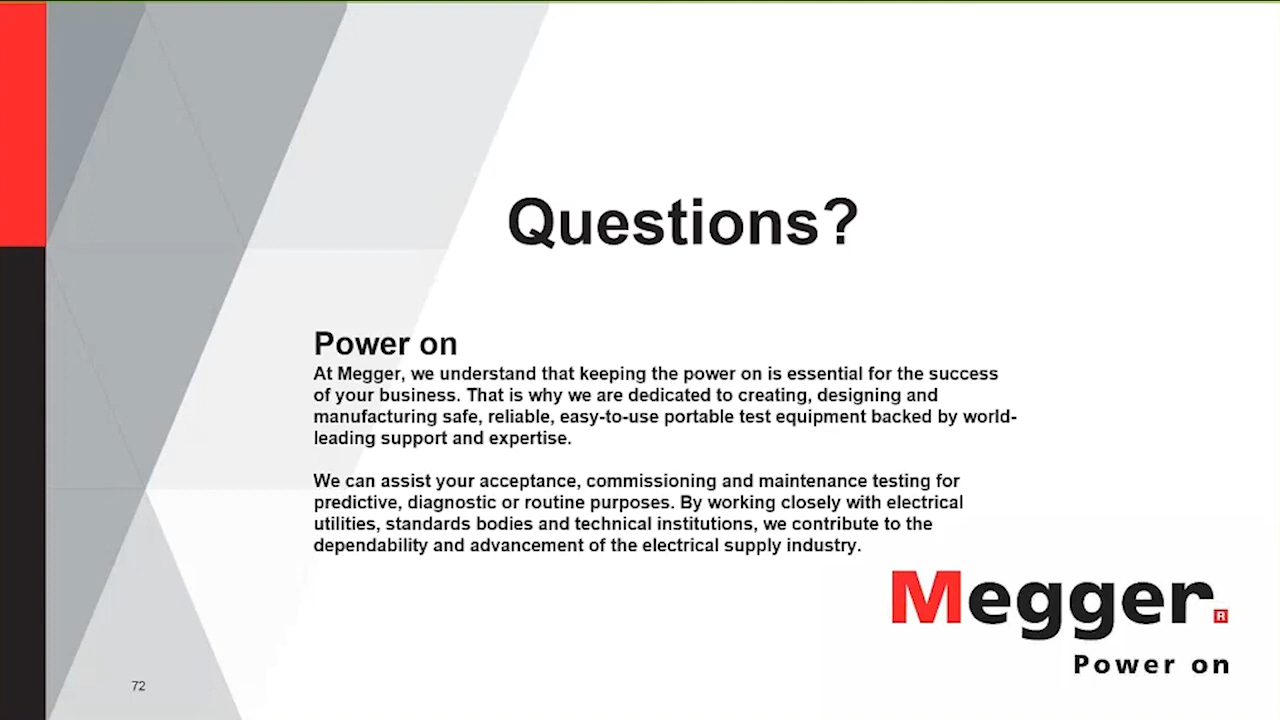 Questions?
Power on
At Megger, we understand that keeping the power on is essential for the success
of your business. That is why we are dedicated to creating, designing and
manufacturing safe, reliable, easy-to-use portable test equipment backed by world-
leading support and expertise.
We can assist your acceptance, commissioning and maintenance testing for
predictive, diagnostic or routine purposes. By working closely with electrical
utilities, standards bodies and technical institutions, we contribute to the
dependability and advancement of the electrical supply industry.
Megger.R
Power on
72